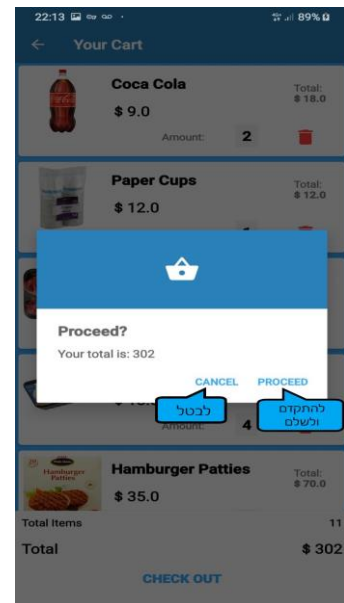 22:13
89%
Your Cart
Coca Cola
Total:
$ 18.0
$ 9.0
Amount:
2
Paper Cups
Total:
$ 12.0
$ 12.0
Proceed?
Your total is: 302
CANCEL
PROCEED
לבטל
להתקדם
ולשלם
Amount:
4
Hamburger Patties
Total:
$ 70.0
$ 35.0
Hamburger
Patties
Total Items
11
Total
$ 302
CHECK OUT